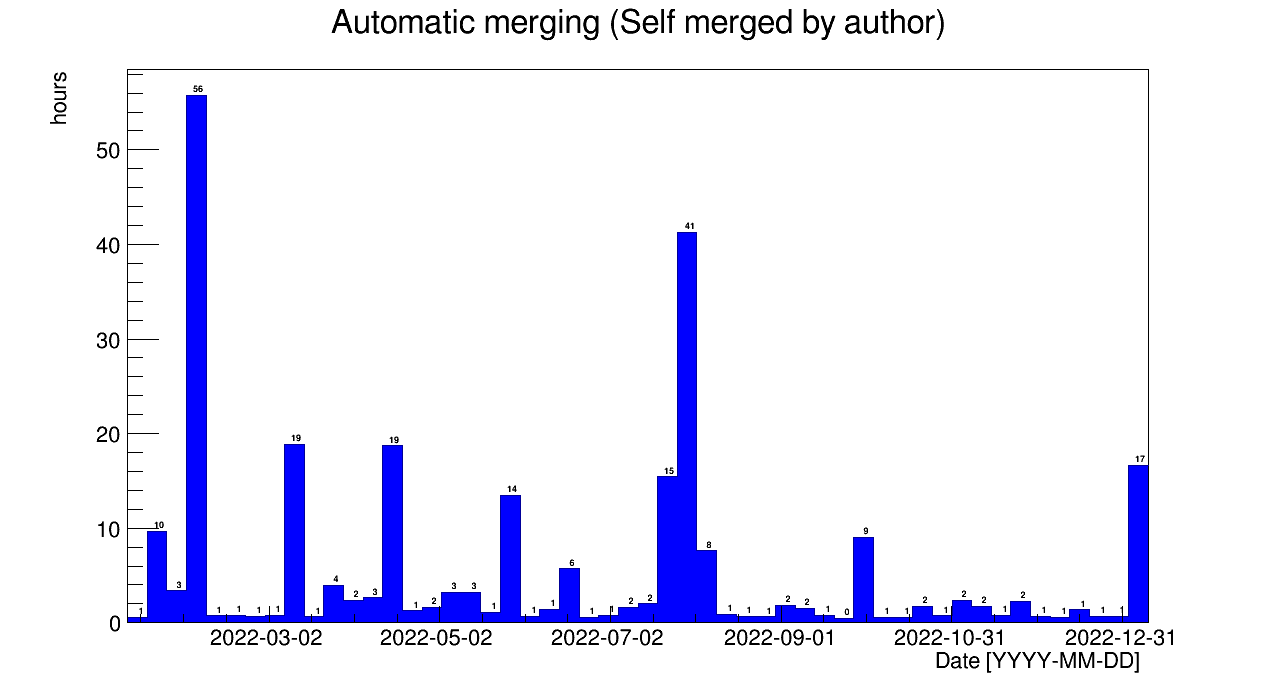 Automatic merging (Self merged by author)
hours
50
40
30
20
10
0
1 10 3 56 1 1 1 1 19 1 4 2 3 19 1 2 3 3 1 14 1 1 6 1 1 2 2 15 41 8 1 1 1 2 2 1 0 9 1 1 2 1 2 2 1 2 1 1 1 1 1 17
2022-03-02 2022-05-02 2022-07-02 2022-09-01 2022-10-31 2022-12-31
Date [YYYY-MM-DD]